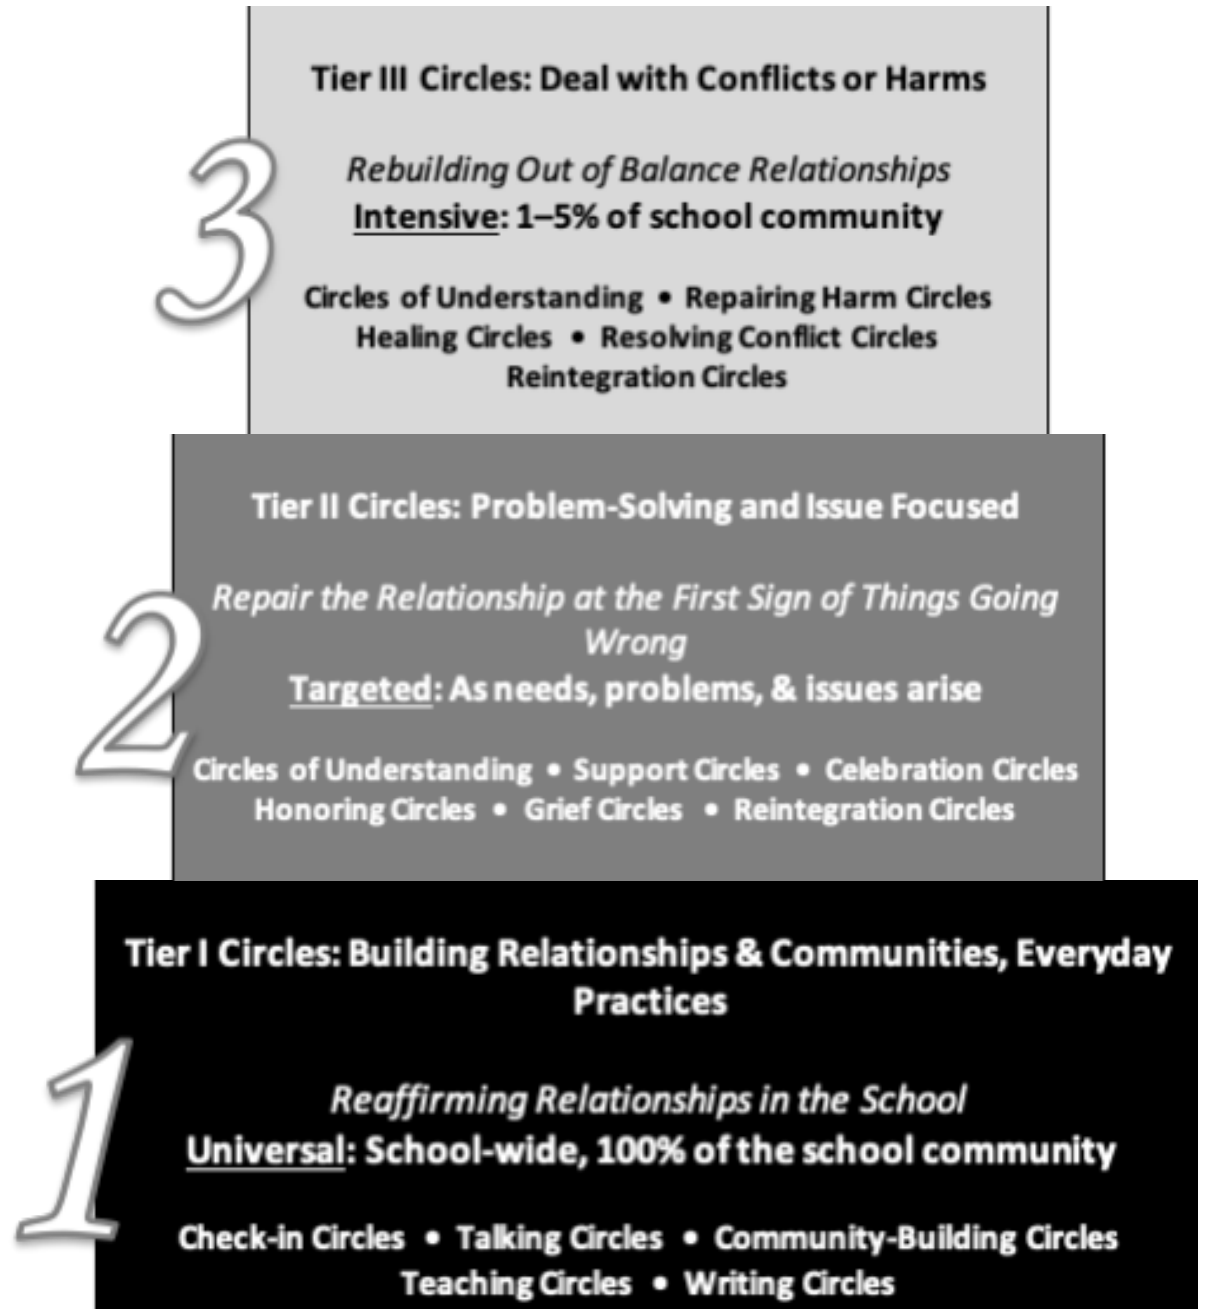 Tier III Circles: Deal with Conflicts or Harms
3
Rebuilding Out of Balance Relationships
Intensive: 1–5% of school community
Circles of Understanding • Repairing Harm Circles
Healing Circles • Resolving Conflict Circles
Reintegration Circles
Tier II Circles: Problem-Solving and Issue Focused
2
Repair the Relationship at the First Sign of Things Going
Wrong
Targeted: As needs, problems, & issues arise
Circles of Understanding • Support Circles • Celebration Circles
Honoring Circles • Grief Circles • Reintegration Circles
Tier I Circles: Building Relationships & Communities, Everyday
Practices
1
Reaffirming Relationships in the School
Universal: School-wide, 100% of the school community
Check-in Circles • Talking Circles • Community-Building Circles
Teaching Circles • Writing Circles